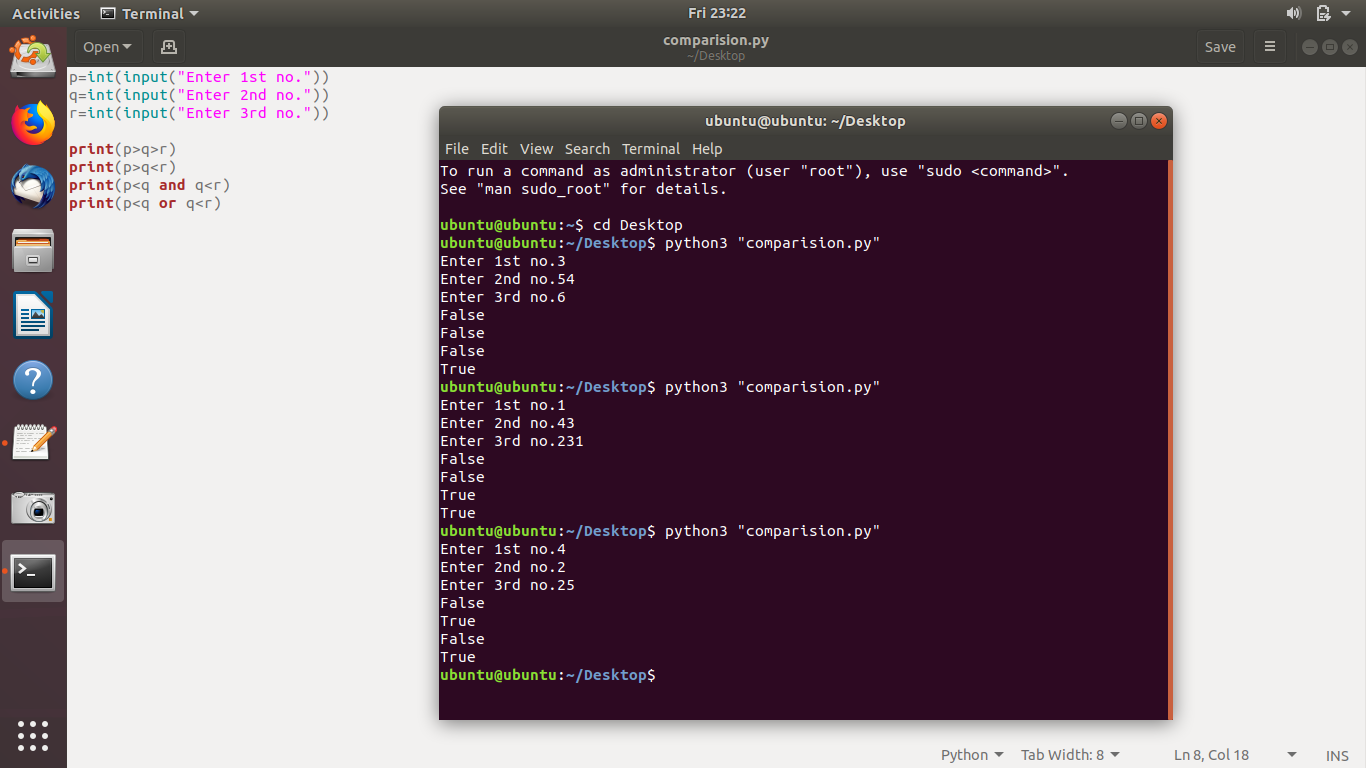 Activities Terminal Fri 23:22
Open comparision.py Save
~/Desktop
p=int(input("Enter 1st no."))
q=int(input("Enter 2nd no."))
r=int(input("Enter 3rd no."))
print(p>q>r)
print(p>q<r)
print(p<q and q<r)
print(p<q or q<r)
ubuntu@ubuntu: ~/Desktop
File Edit View Search Terminal Help
To run a command as administrator (user "root"), use "sudo <command>".
See "man sudo_root" for details.
ubuntu@ubuntu:~$ cd Desktop
ubuntu@ubuntu:~/Desktop$ python3 "comparision.py"
Enter 1st no.3
Enter 2nd no.54
Enter 3rd no.6
False
False
False
True
ubuntu@ubuntu:~/Desktop$ python3 "comparision.py"
Enter 1st no.1
Enter 2nd no.43
Enter 3rd no.231
False
False
True
True
ubuntu@ubuntu:~/Desktop$ python3 "comparision.py"
Enter 1st no.4
Enter 2nd no.2
Enter 3rd no.25
False
True
False
True
ubuntu@ubuntu:~/Desktop$
Python Tab Width: 8 Ln 8, Col 18 INS